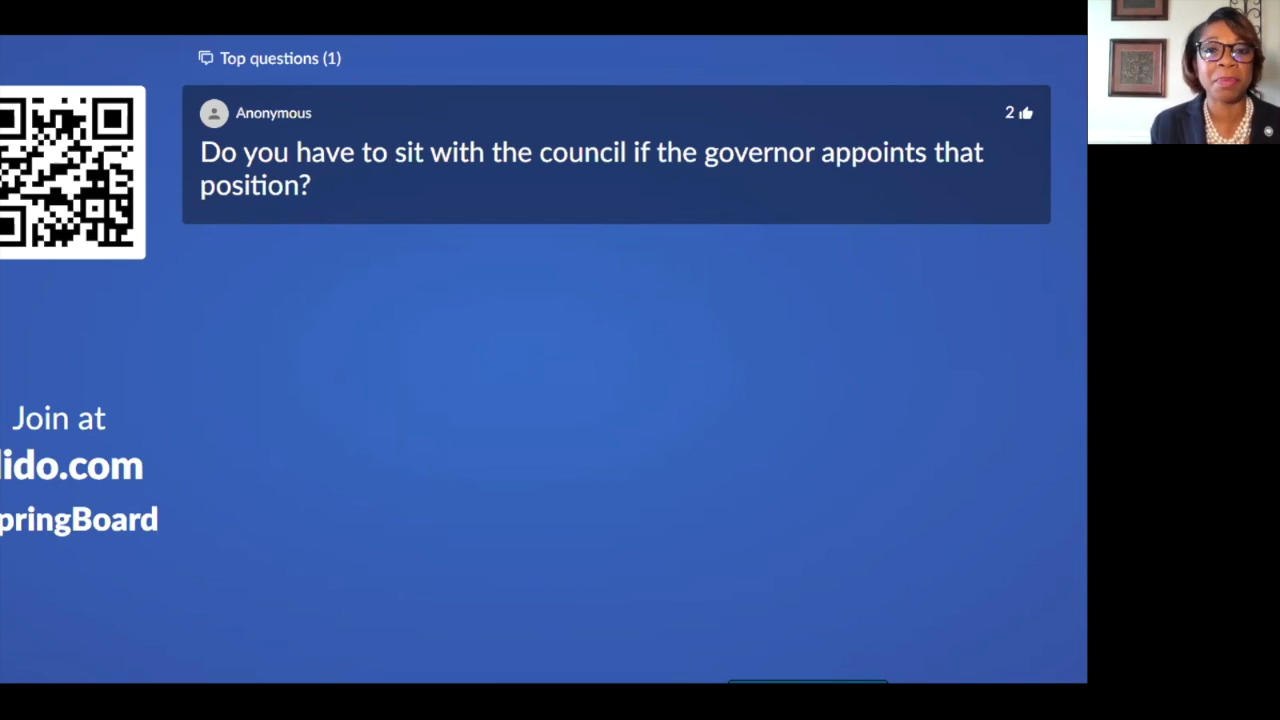 Top questions (1)
Anonymous
2
Do you have to sit with the council if the governor appoints that
position?
Join at
lido.com
pringBoard